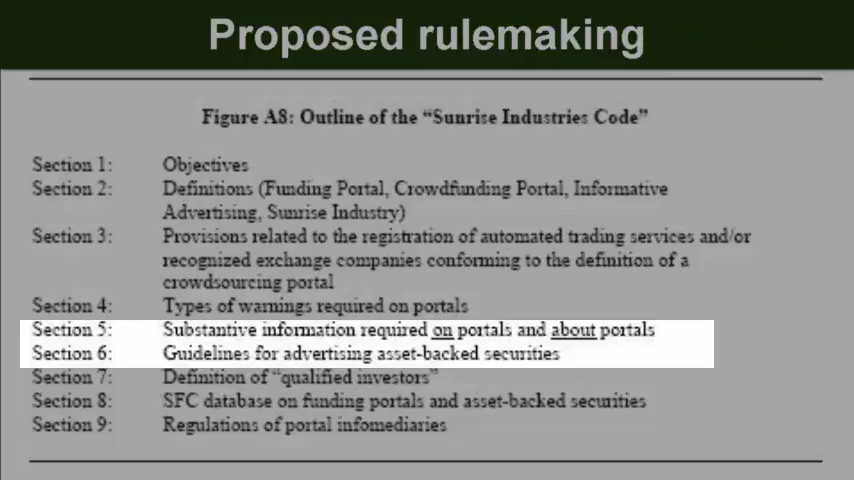 Proposed rulemaking
Figure A8: Outline of the “Sunrise Industries Code”
Section 1: Objectives
Section 2: Definitions (Funding Portal, Crowdfunding Portal, Informative
Advertising, Sunrise Industry)
Section 3: Provisions related to the registration of automated trading services and/or
recognized exchange companies conforming to the definition of a
crowdsourcing portal
Section 4: Types of warnings required on portals
Section 5: Substantive information required on portals and about portals
Section 6: Guidelines for advertising asset-backed securities
Section 7: Definition of “qualified investors”
Section 8: SFC database on funding portals and asset-backed securities
Section 9: Regulations of portal infomediaries